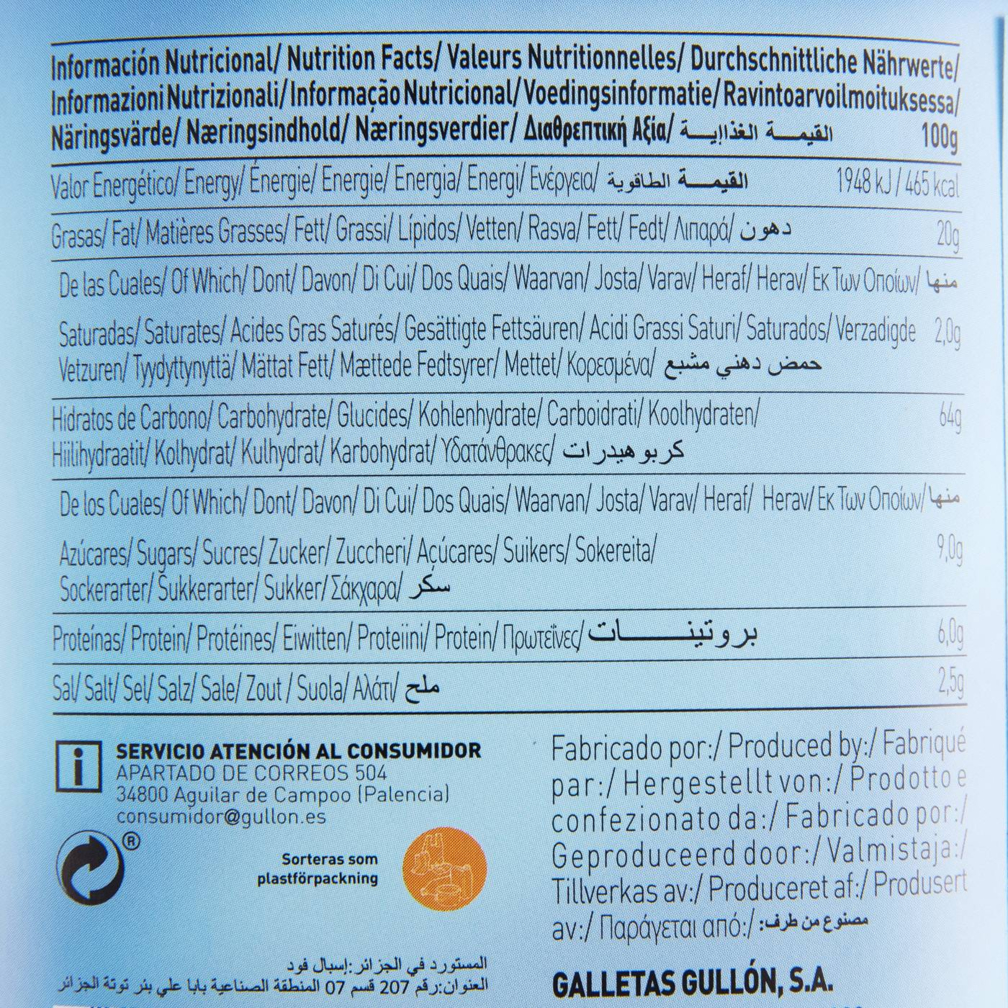 Información Nutricional/ Nutrition Facts/ Valeurs Nutritionnelles/ Durchschnittliche Nährwerte/
Informazioni Nutrizionali/ Informação Nutricional/ Voedingsinformatie/ Ravintoarvoilmoituksessa/
Näringsvärde/ Næringsindhold/ Næringsverdier/ Διαθρεπτική Αξία/ القيمـــة الغذائيـــة 100g
Valor Energético/ Energy/ Énergie/ Energie/ Energia/ Energi/ Ενέργεια/ القيمـــة الطاقوية 1948 kJ / 465 kcal
Grasas/ Fat/ Matières Grasses/ Fett/ Grassi/ Lípidos/ Vetten/ Rasva/ Fett/ Fedt/ Λιπαρά/ دهون 20g
De las Cuales/ Of Which/ Dont/ Davon/ Di Cui/ Dos Quais/ Waarvan/ Josta/ Varav/ Heraf/ Herav/ Εκ Των Οποίων/ منها
Saturadas/ Saturates/ Acides Gras Saturés/ Gesättigte Fettsäuren/ Acidi Grassi Saturi/ Saturados/ Verzadigde 2,0g
Vetzuren/ Tyydyttynyttä/ Mättat Fett/ Mættede Fedtsyrer/ Mettet/ Κορεσμένα/ حمض دهني مشبع
Hidratos de Carbono/ Carbohydrate/ Glucides/ Kohlenhydrate/ Carboidrati/ Koolhydraten/ 64g
Hiilihydraatit/ Kolhydrat/ Kulhydrat/ Karbohydrat/ Υδατάνθρακες/ كربوهيدرات
De los Cuales/ Of Which/ Dont/ Davon/ Di Cui/ Dos Quais/ Waarvan/ Josta/ Varav/ Heraf/ Herav/ Εκ Των Οποίων/ منها
Azúcares/ Sugars/ Sucres/ Zucker/ Zuccheri/ Açúcares/ Suikers/ Sokereita/ 9,0g
Sockerarter/ Sukkerarter/ Sukker/ Σάκχαρα/ سكر
Proteínas/ Protein/ Protéines/ Eiwitten/ Proteiini/ Protein/ Πρωτεΐνες/ بروتينـــات 6,0g
Sal/ Salt/ Sel/ Salz/ Sale/ Zout / Suola/ Αλάτι/ ملح 2,5g
i SERVICIO ATENCIÓN AL CONSUMIDOR
APARTADO DE CORREOS 504
34800 Aguilar de Campoo (Palencia)
consumidor@gullon.es
®
Sorteras som
plastförpackning
المستورد في الجزائر:إسبال فود
العنوان:رقم 207 قسم 07 المنطقة الصناعية بابا علي بئر توتة الجزائر
Fabricado por:/ Produced by:/ Fabriqué
par:/ Hergestellt von:/ Prodotto e
confezionato da:/ Fabricado por:/
Geproduceerd door:/ Valmistaja:/
Tillverkas av:/ Produceret af:/ Produsert
av:/ Παράγεται από:/ مصنوع من طرف:
GALLETAS GULLÓN, S.A.